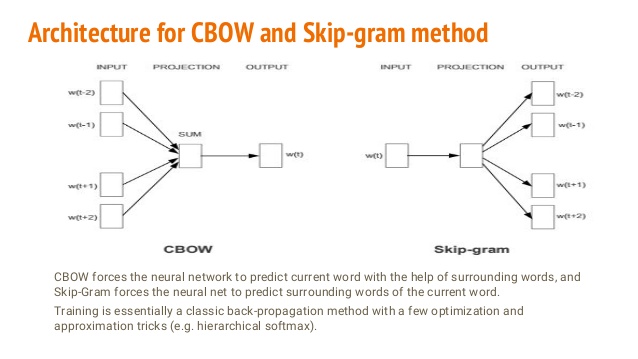 Architecture for CBOW and Skip-gram method
INPUT PROJECTION OUTPUT
w(t-2)
w(t-1)
SUM
w(t)
w(t+1)
w(t+2)
CBOW
INPUT PROJECTION OUTPUT
w(t-2)
w(t-1)
w(t)
w(t+1)
w(t+2)
Skip-gram
CBOW forces the neural network to predict current word with the help of surrounding words, and
Skip-Gram forces the neural net to predict surrounding words of the current word.
Training is essentially a classic back-propagation method with a few optimization and
approximation tricks (e.g. hierarchical softmax).